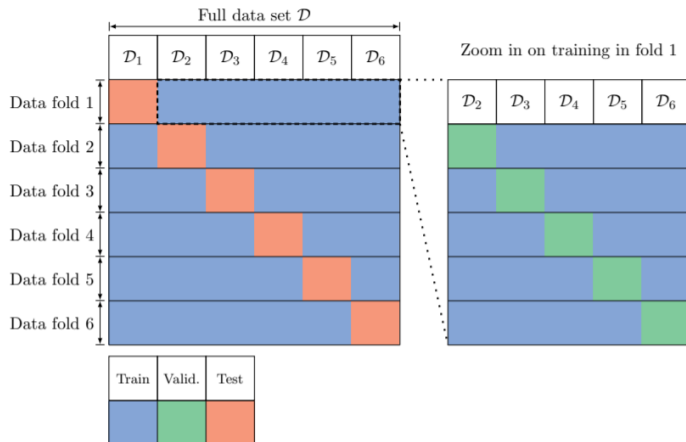 Full data set 𝒟
𝒟₁ 𝒟₂ 𝒟₃ 𝒟₄ 𝒟₅ 𝒟₆
Zoom in on training in fold 1
𝒟₂ 𝒟₃ 𝒟₄ 𝒟₅ 𝒟₆
Data fold 1
Data fold 2
Data fold 3
Data fold 4
Data fold 5
Data fold 6
Train Valid. Test